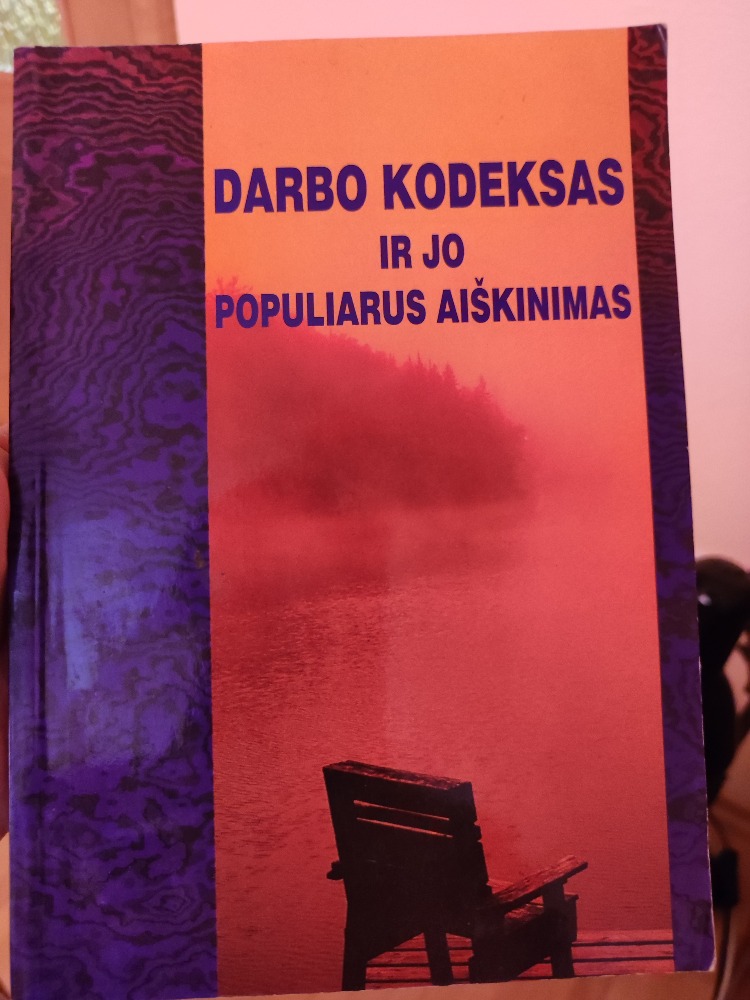 DARBO KODEKSAS
IR JO
POPULIARUS AIŠKINIMAS